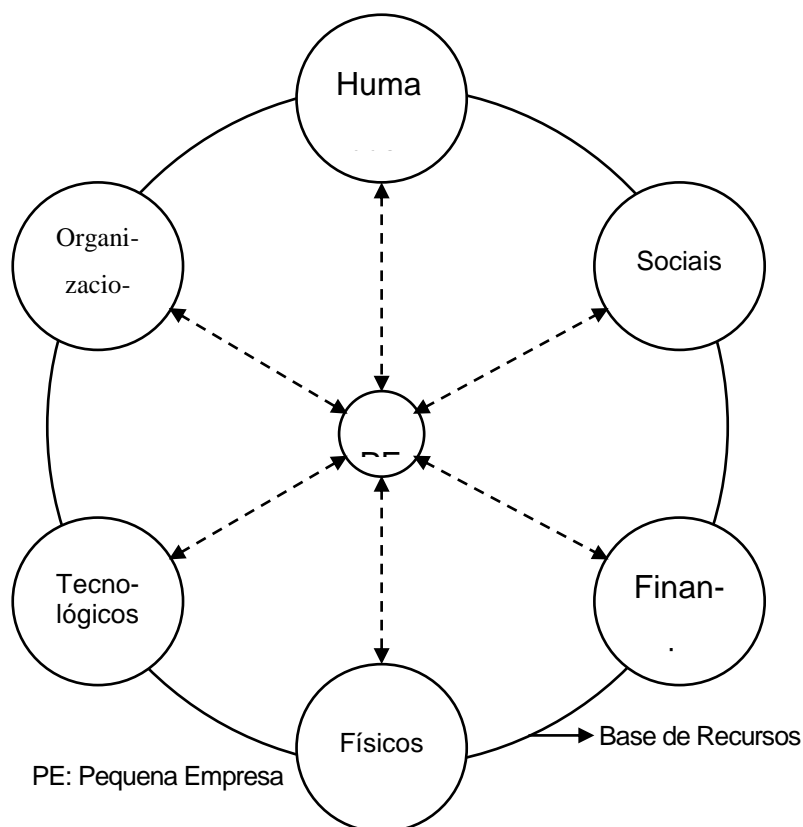 Huma
Organi-
zacio-
Sociais
Tecno-
lógicos
Finan-
Físicos
Base de Recursos
PE: Pequena Empresa